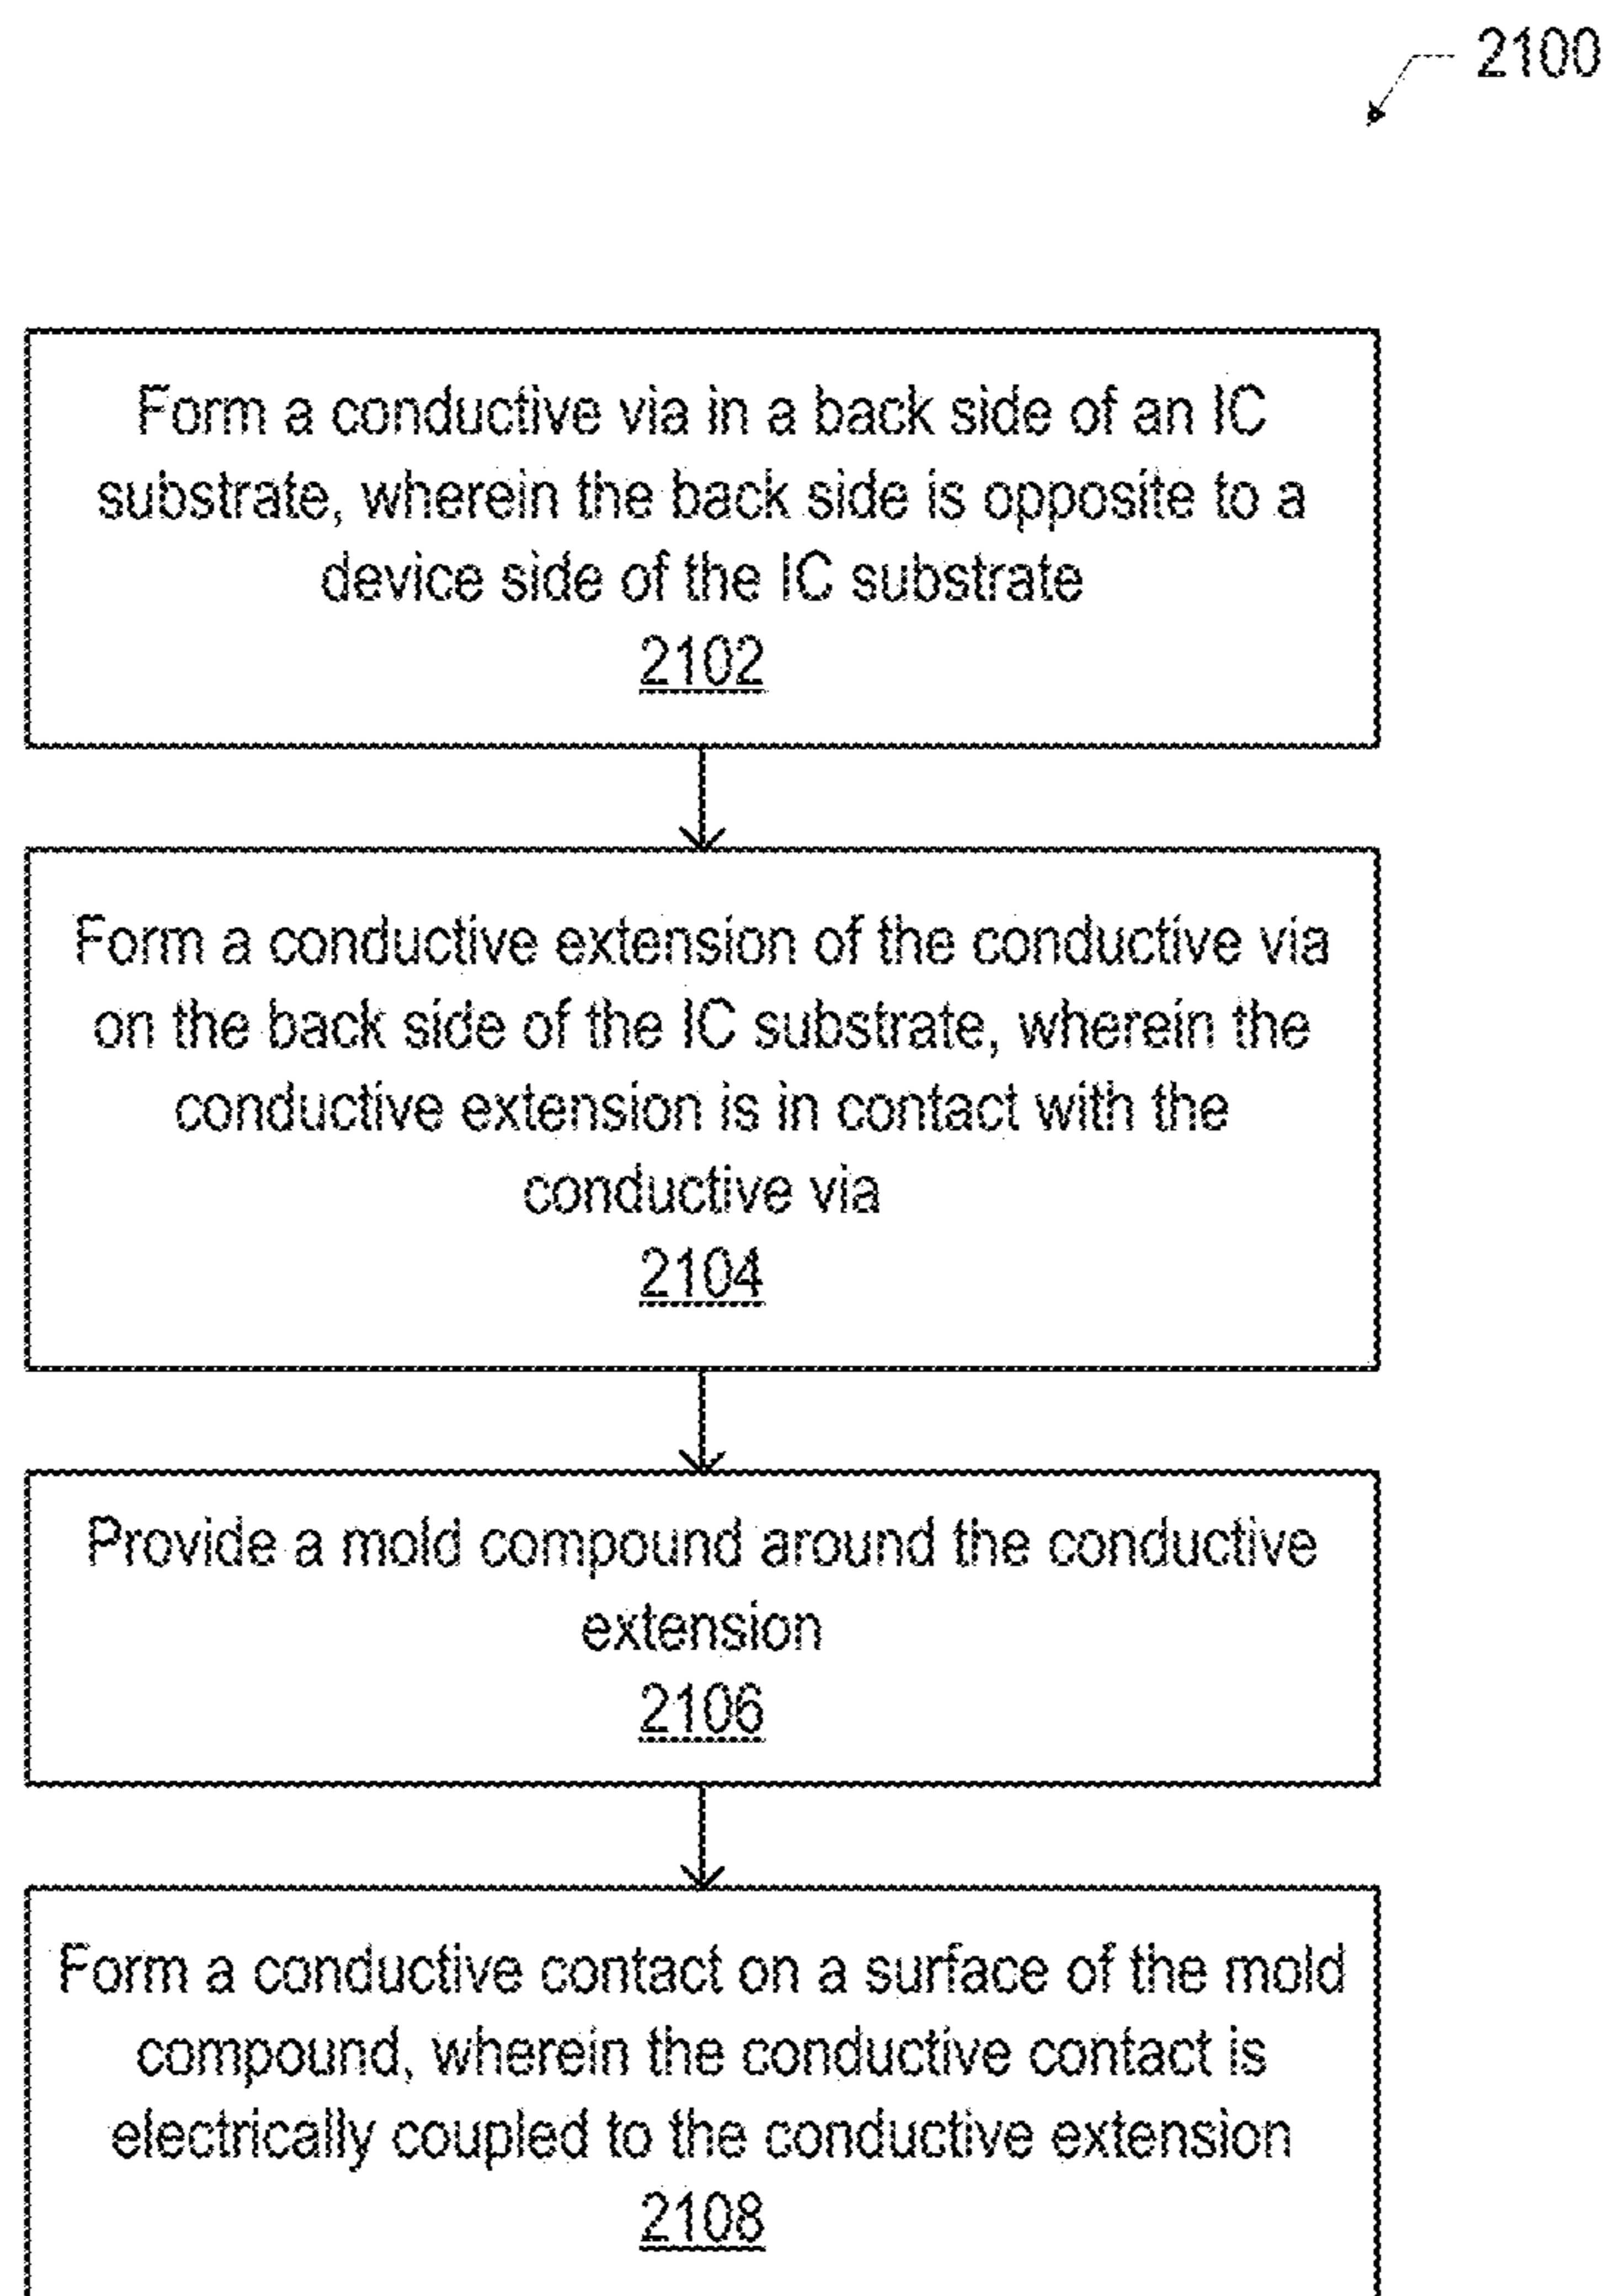 2100
Form a conductive via in a back side of an IC
substrate, wherein the back side is opposite to a
device side of the IC substrate
2102
Form a conductive extension of the conductive via
on the back side of the IC substrate, wherein the
conductive extension is in contact with the
conductive via
2104
Provide a mold compound around the conductive
extension
2106
Form a conductive contact on a surface of the mold
compound, wherein the conductive contact is
electrically coupled to the conductive extension
2108